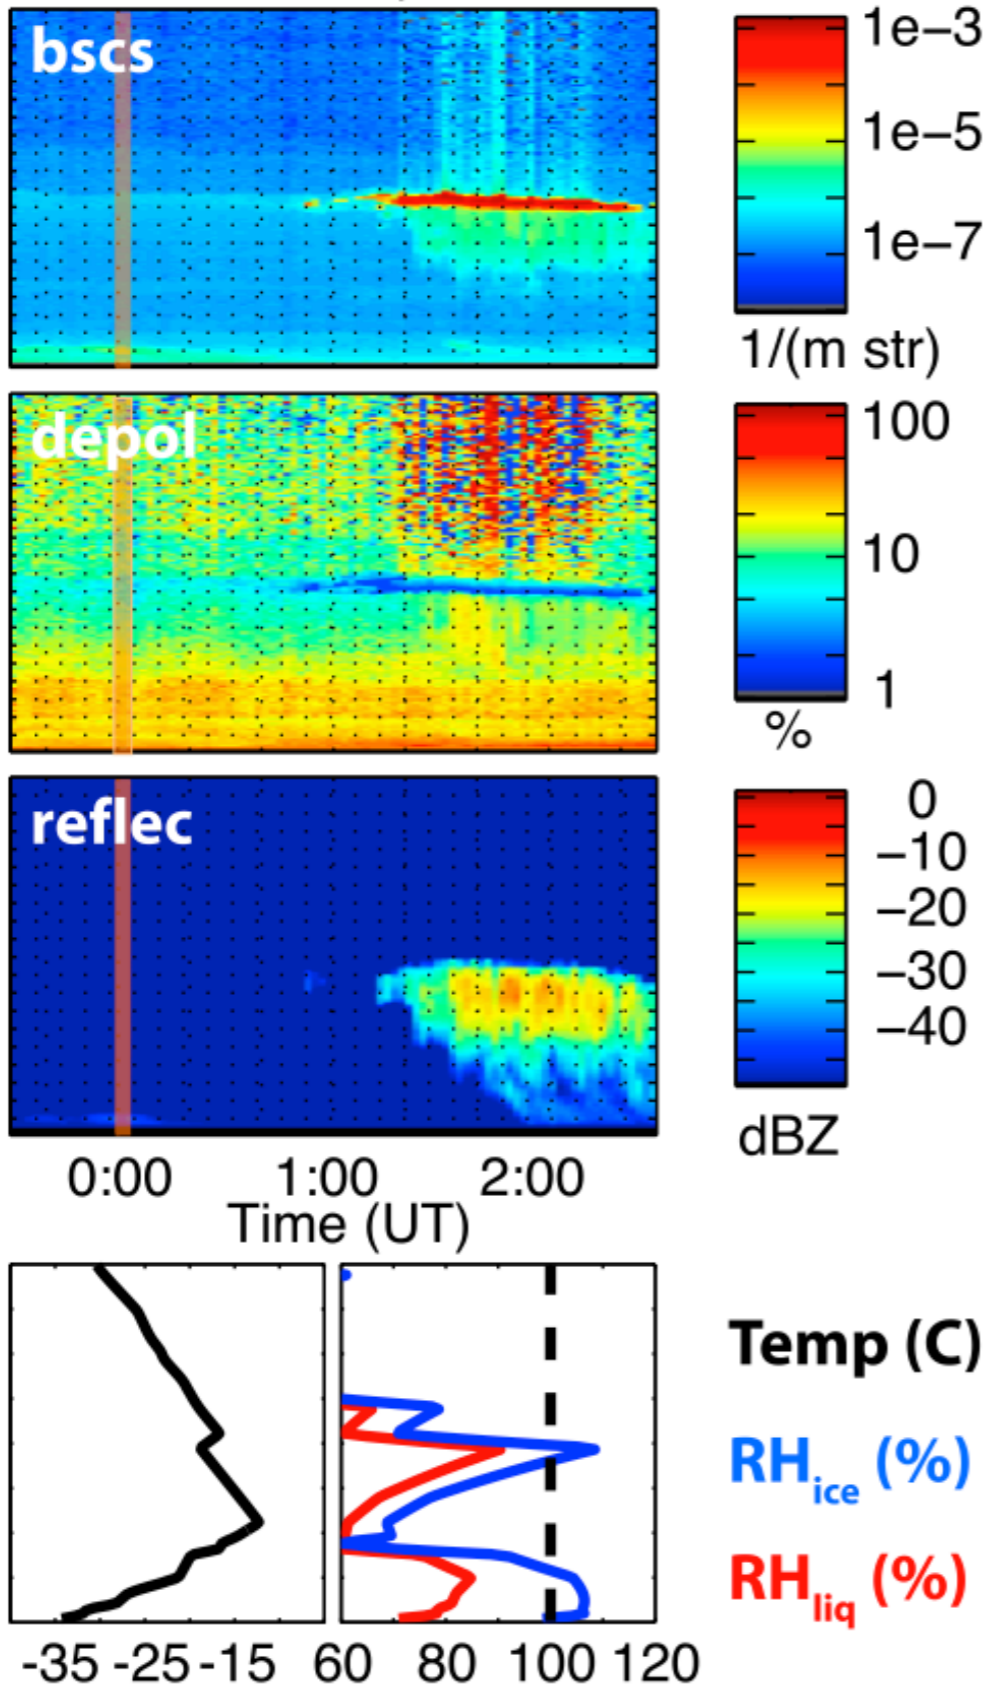 bscs
1e−3
1e−5
1e−7
1/(m str)
depol
100
10
1
%
reflec
0
−10
−20
−30
−40
dBZ
0:00 1:00 2:00
Time (UT)
Temp (C)
RHice (%)
RHliq (%)
-35 -25 -15 60 80 100 120